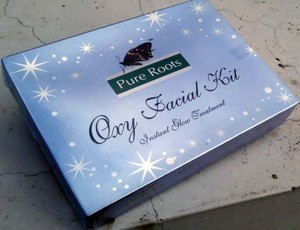 Pure Roots
Oxy Facial Kit
Instant Glow Treatment